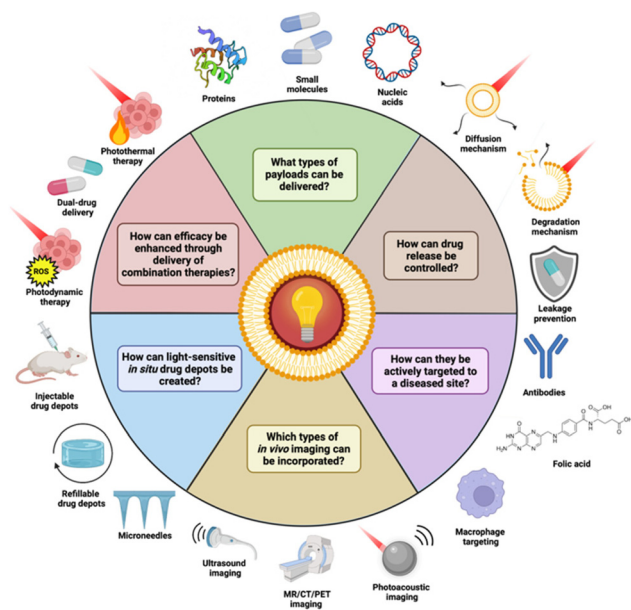 Proteins
Small
molecules
Nucleic
acids
Diffusion
mechanism
Degradation
mechanism
Leakage
prevention
Antibodies
Folic acid
OH
O
O
OH
O
N
H
O
HN
N
H₂N
N
N
N
H
Macrophage
targeting
Photoacoustic
imaging
MR/CT/PET
imaging
Ultrasound
imaging
Microneedles
Refillable
drug depots
Injectable
drug depots
ROS
Photodynamic
therapy
Dual-drug
delivery
Photothermal
therapy
What types of
payloads can be
delivered?
How can drug
release be
controlled?
How can they be
actively targeted to
a diseased site?
Which types of
in vivo imaging can
be incorporated?
How can light-sensitive
in situ drug depots be
created?
How can efficacy be
enhanced through
delivery of
combination therapies?